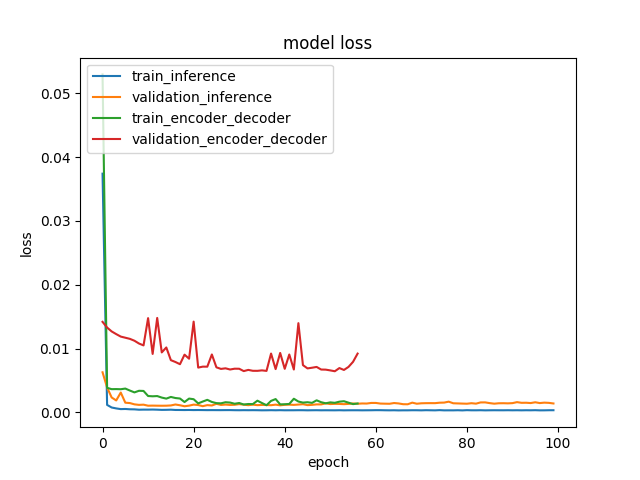 model loss
train_inference
validation_inference
train_encoder_decoder
validation_encoder_decoder
loss
0.05
0.04
0.03
0.02
0.01
0.00
0 20 40 60 80 100
epoch